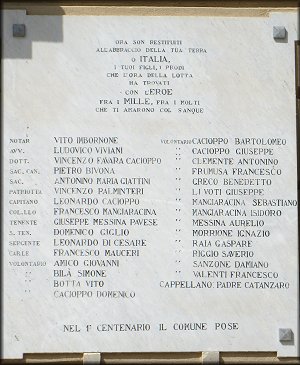 ORA SON RESTITUITI
ALL'ABBRACCIO DELLA TUA TERRA
O ITALIA,
I TUOI FIGLI, I PRODI
CHE L'ORA DELLA LOTTA
HA TROVATI
CON L'EROE
FRA I MILLE, FRA I MOLTI
CHE TI AMARONO COL SANGUE
NOTAR VITO IMBORNONE
AVV. LUDOVICO VIVIANI
DOTT. VINCENZO FAVARA CACIOPPO
SAC. CAN. PIETRO BIVONA
SAC. ANTONINO MARIA GIATTINI
PATRIOTTA VINCENZO PALMINTERI
CAPITANO LEONARDO CACIOPPO
COL.LLO FRANCESCO MANGIARACINA
TENENTE GIUSEPPE MESSINA PAVESE
S. TEN. DOMENICO GIGLIO
SERGENTE LEONARDO DI CESARE
CARLE FRANCESCO MAUCERI
VOLONTARIO AMICO GIOVANNI
" BILÀ SIMONE
" BOTTA VITO
" CACIOPPO DOMENICO
VOLONTARIO CACIOPPO BARTOLOMEO
" CACIOPPO GIUSEPPE
" CLEMENTE ANTONINO
" FRUMUSA FRANCESCO
" GRECO BENEDETTO
" LI VOTI GIUSEPPE
" MANGIARACINA SEBASTIANO
" MANGIARACINA ISIDORO
" MESSINA AURELIO
" MORRIONE IGNAZIO
" RAIA GASPARE
" RIGGIO SAVERIO
" SANZONE DAMIANO
" VALENTI FRANCESCO
CAPPELLANO PADRE CATANZARO
NEL 1° CENTENARIO IL COMUNE POSE